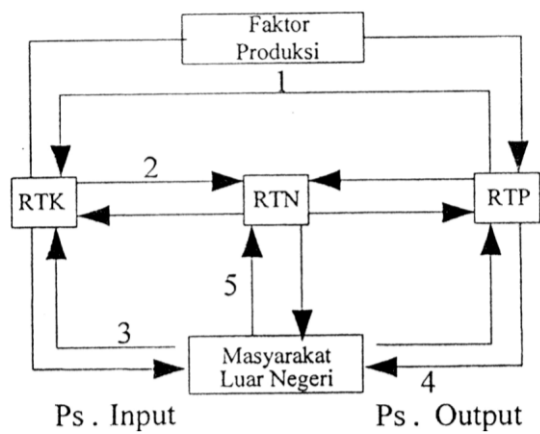 Faktor
Produksi
1
2
RTK
RTN
RTP
5
3
Masyarakat
Luar Negeri
4
Ps . Input
Ps . Output